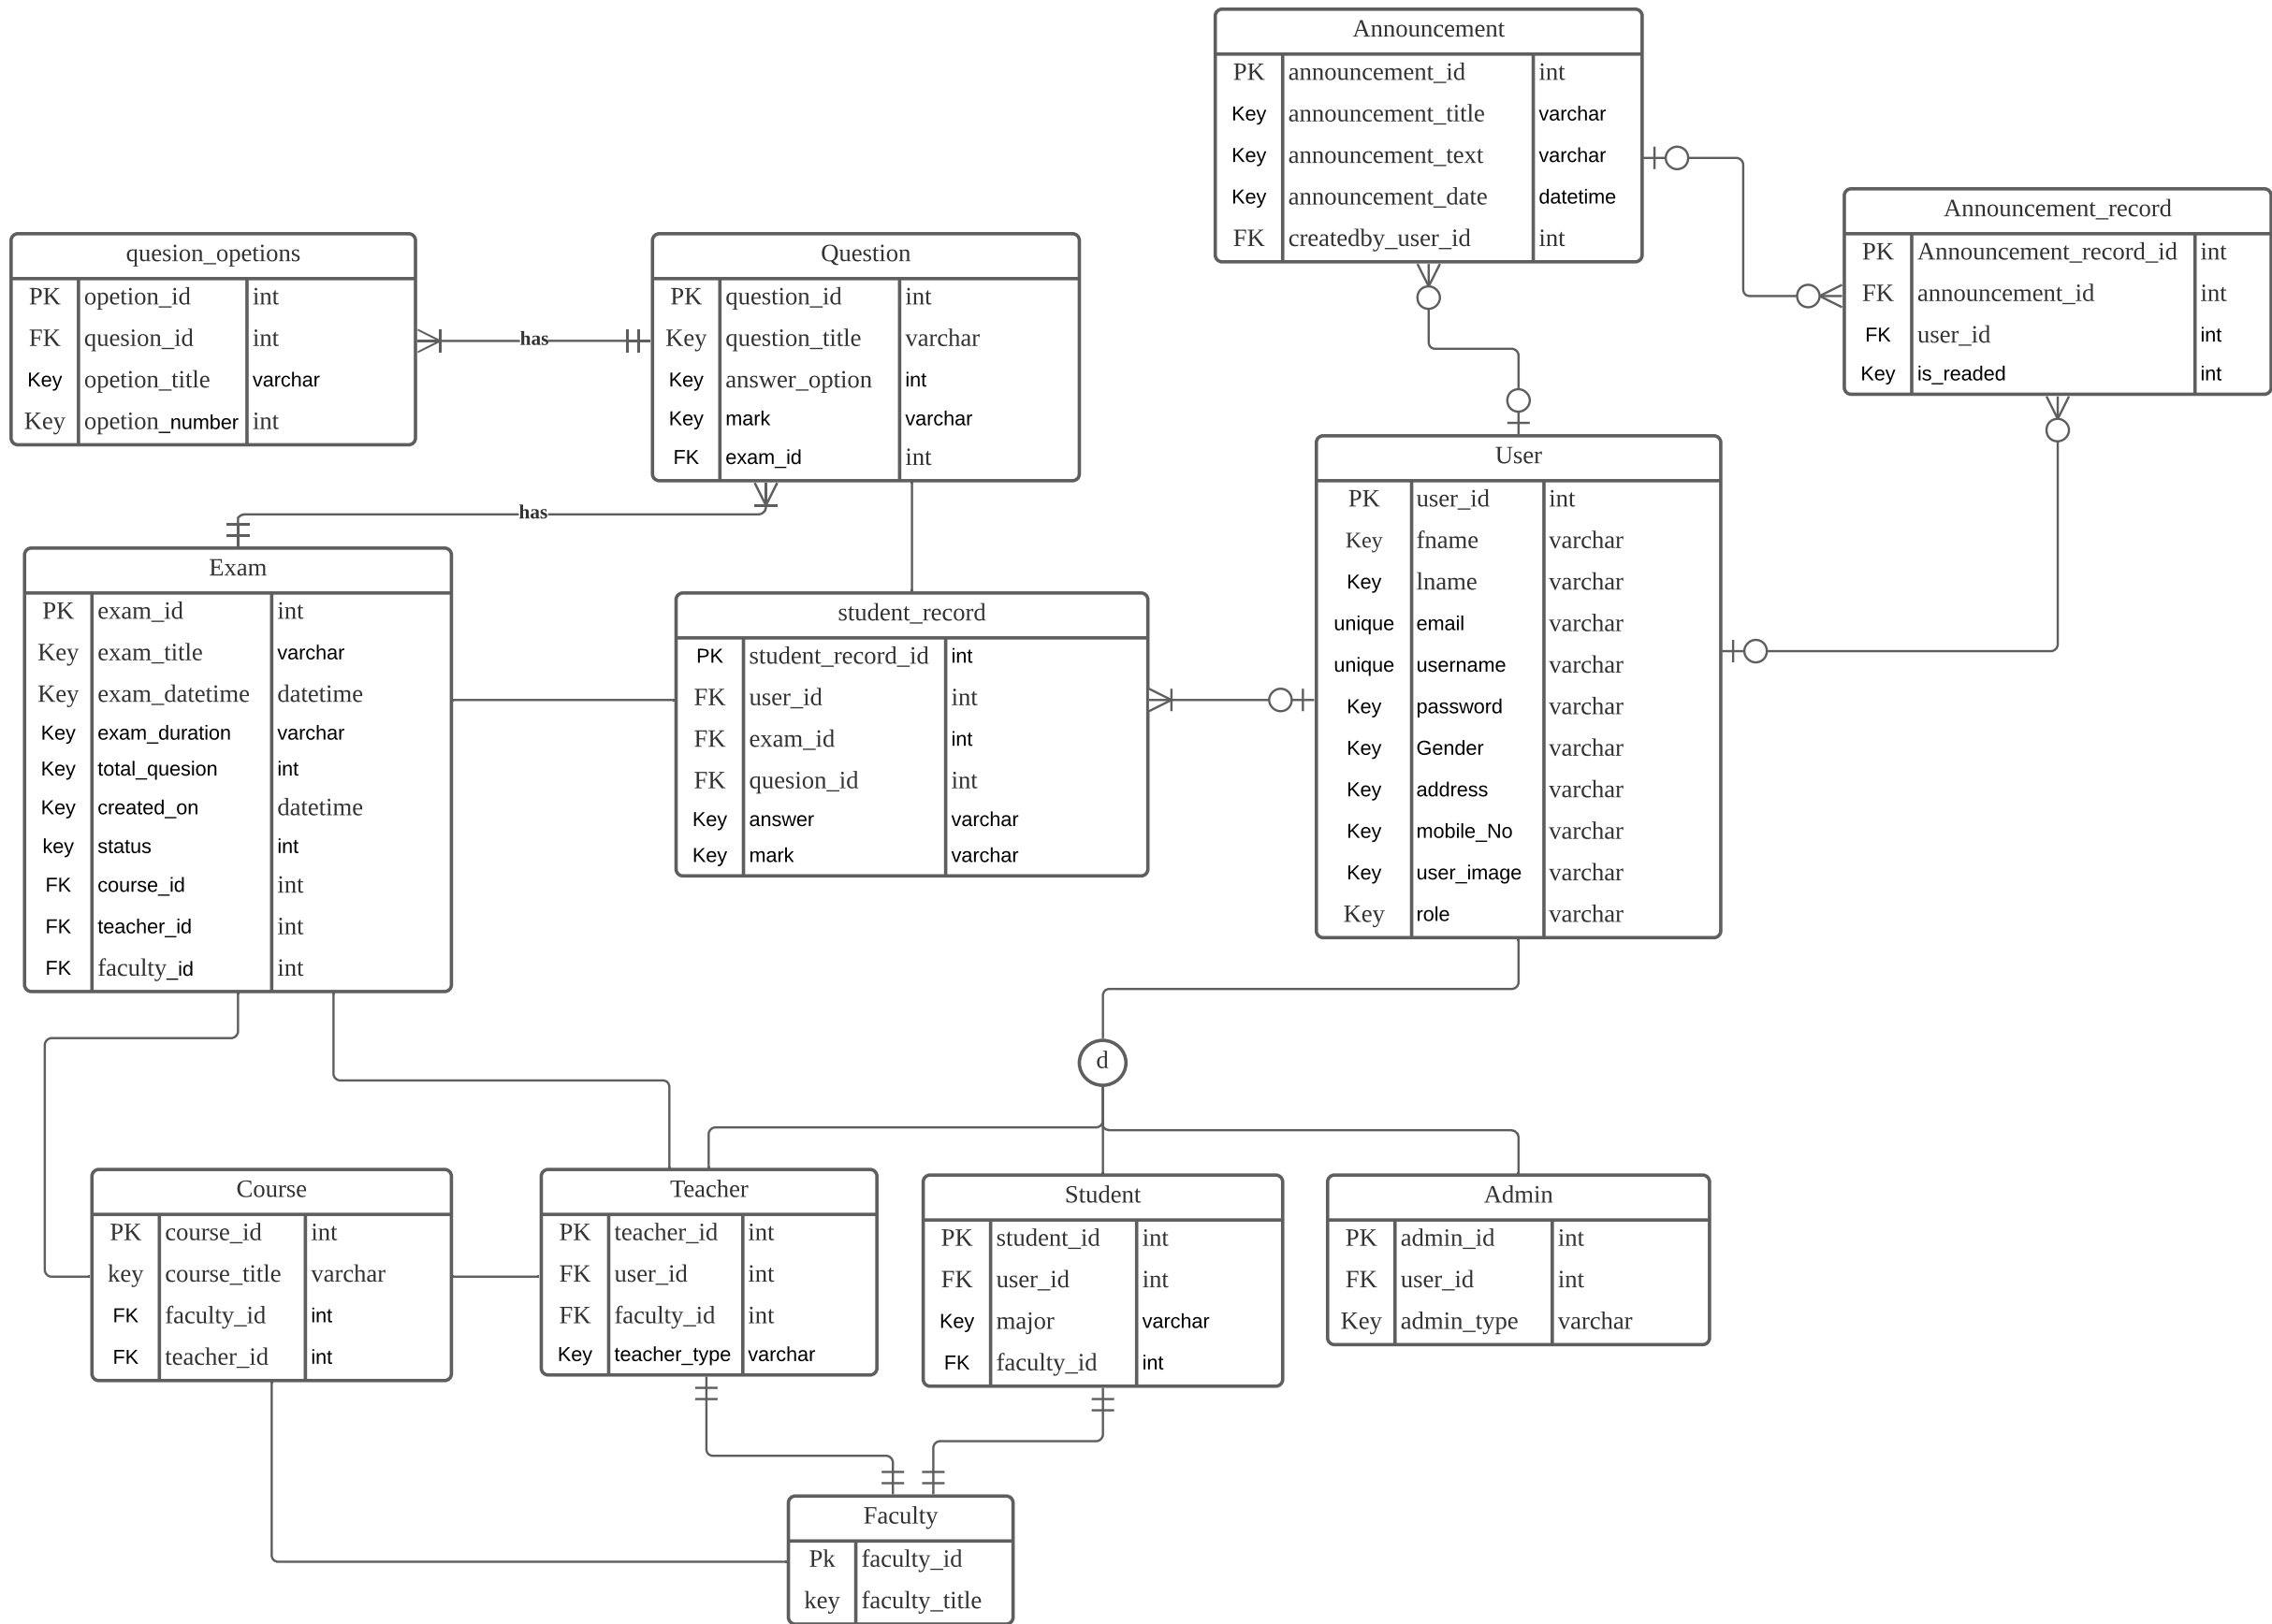 Announcement
PK announcement_id int
Key announcement_title varchar
Key announcement_text varchar
Key announcement_date datetime
FK createdby_user_id int
Announcement_record
PK Announcement_record_id int
FK announcement_id int
FK user_id int
Key is_readed int
quesion_opetions
PK opetion_id int
FK quesion_id int
Key opetion_title varchar
Key opetion_number int
has
Question
PK question_id int
Key question_title varchar
Key answer_option int
Key mark varchar
FK exam_id int
has
User
PK user_id int
Key fname varchar
Key lname varchar
unique email varchar
unique username varchar
Key password varchar
Key Gender varchar
Key address varchar
Key mobile_No varchar
Key user_image varchar
Key role varchar
Exam
PK exam_id int
Key exam_title varchar
Key exam_datetime datetime
Key exam_duration varchar
Key total_quesion int
Key created_on datetime
key status int
FK course_id int
FK teacher_id int
FK faculty_id int
student_record
PK student_record_id int
FK user_id int
FK exam_id int
FK quesion_id int
Key answer varchar
Key mark varchar
d
Course
PK course_id int
key course_title varchar
FK faculty_id int
FK teacher_id int
Teacher
PK teacher_id int
FK user_id int
FK faculty_id int
Key teacher_type varchar
Student
PK student_id int
FK user_id int
Key major varchar
FK faculty_id int
Admin
PK admin_id int
FK user_id int
Key admin_type varchar
Faculty
Pk faculty_id
key faculty_title